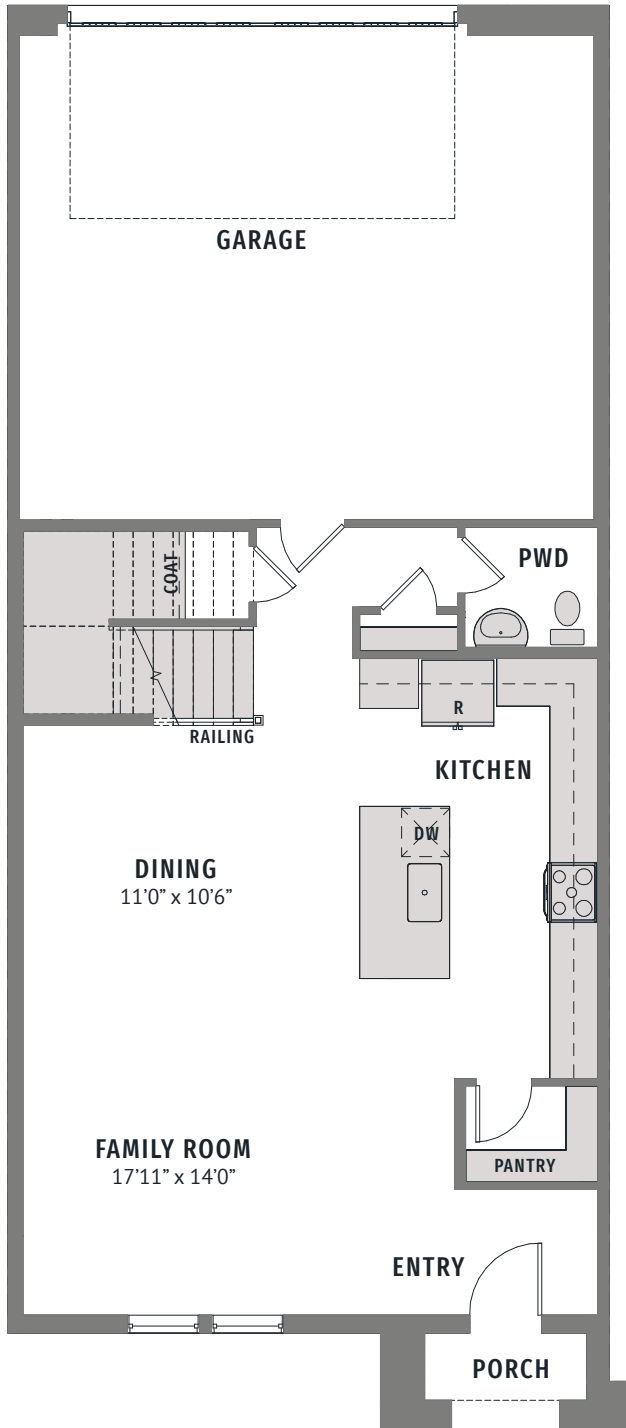 GARAGE
COAT
PWD
RAILING
R
KITCHEN
DW
DINING
11'0” x 10'6”
FAMILY ROOM
17'11” x 14'0”
PANTRY
ENTRY
PORCH